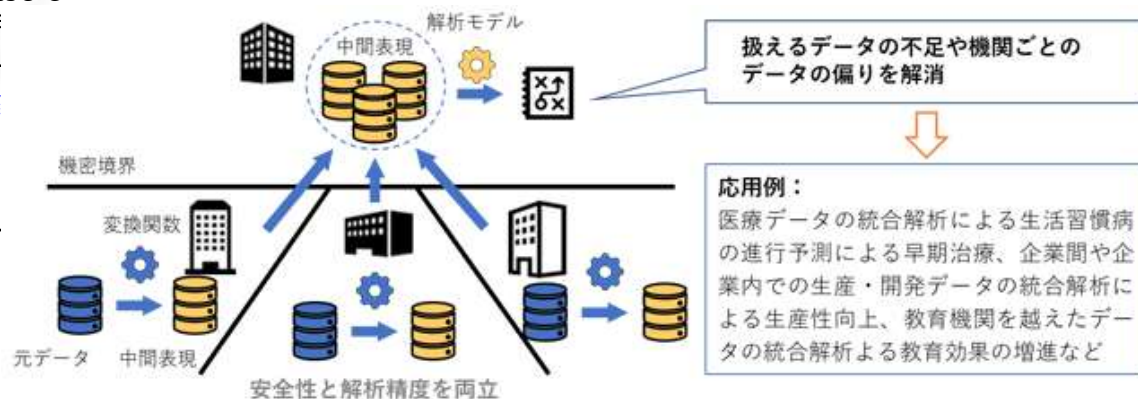 解析モデル
中間表現
扱えるデータの不足や機関ごとの
データの偏りを解消
機密境界
応用例：
医療データの統合解析による生活習慣病
の進行予測による早期治療、企業間や企
業内での生産・開発データの統合解析に
よる生産性向上、教育機関を越えたデー
タの統合解析よる教育効果の増進など
変換関数
元データ
中間表現
安全性と解析精度を両立